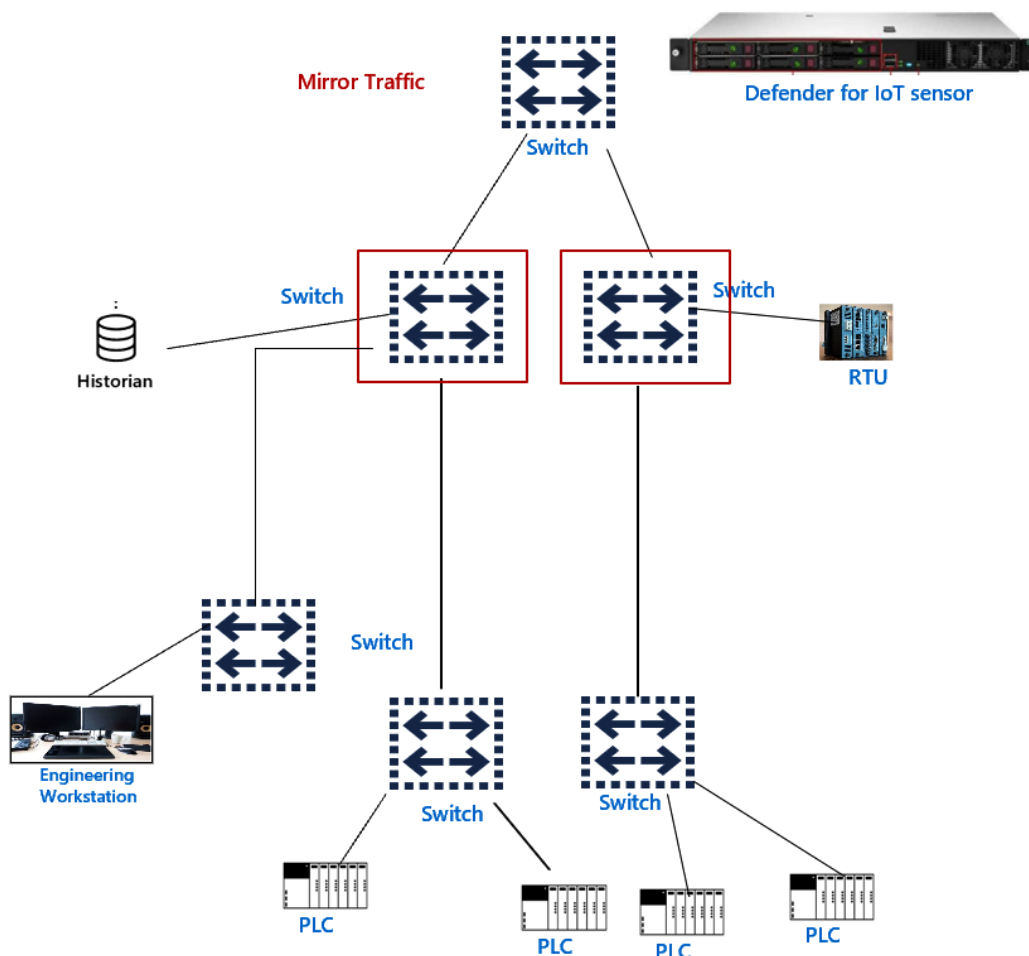 Mirror Traffic
Defender for IoT sensor
Switch
Switch
Switch
Historian
RTU
Switch
Engineering
Workstation
Switch
Switch
PLC
PLC
PLC
PLC